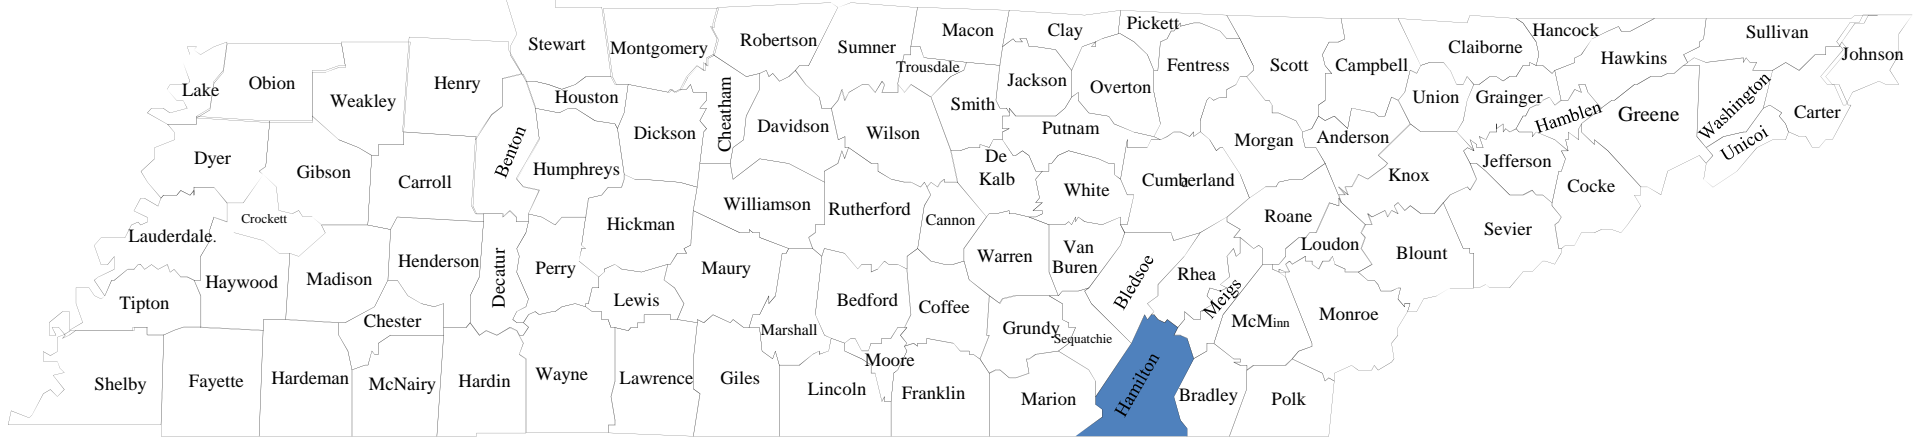 Stewart
Montgomery
Robertson
Sumner
Macon
Clay
Pickett
Hancock
Sullivan
Johnson
Trousdale
Claiborne
Hawkins
Lake
Obion
Weakley
Henry
Houston
Cheatham
Smith
Jackson
Overton
Fentress
Scott
Campbell
Union
Grainger
Hamblen
Greene
Washington
Unicoi
Carter
Dickson
Davidson
Wilson
Putnam
Morgan
Anderson
Dyer
Gibson
Carroll
Benton
Humphreys
De
Kalb
White
Cumberland
Knox
Jefferson
Cocke
Crockett
Lauderdale.
Hickman
Williamson
Rutherford
Cannon
Roane
Loudon
Blount
Sevier
Haywood
Madison
Henderson
Decatur
Perry
Maury
Warren
Van
Buren
Bledsoe
Rhea
Meigs
Tipton
Chester
Lewis
Marshall
Bedford
Coffee
Grundy
Sequatchie
McMinn
Monroe
Shelby
Fayette
Hardeman
McNairy
Hardin
Wayne
Lawrence
Giles
Lincoln
Moore
Franklin
Marion
Hamilton
Bradley
Polk